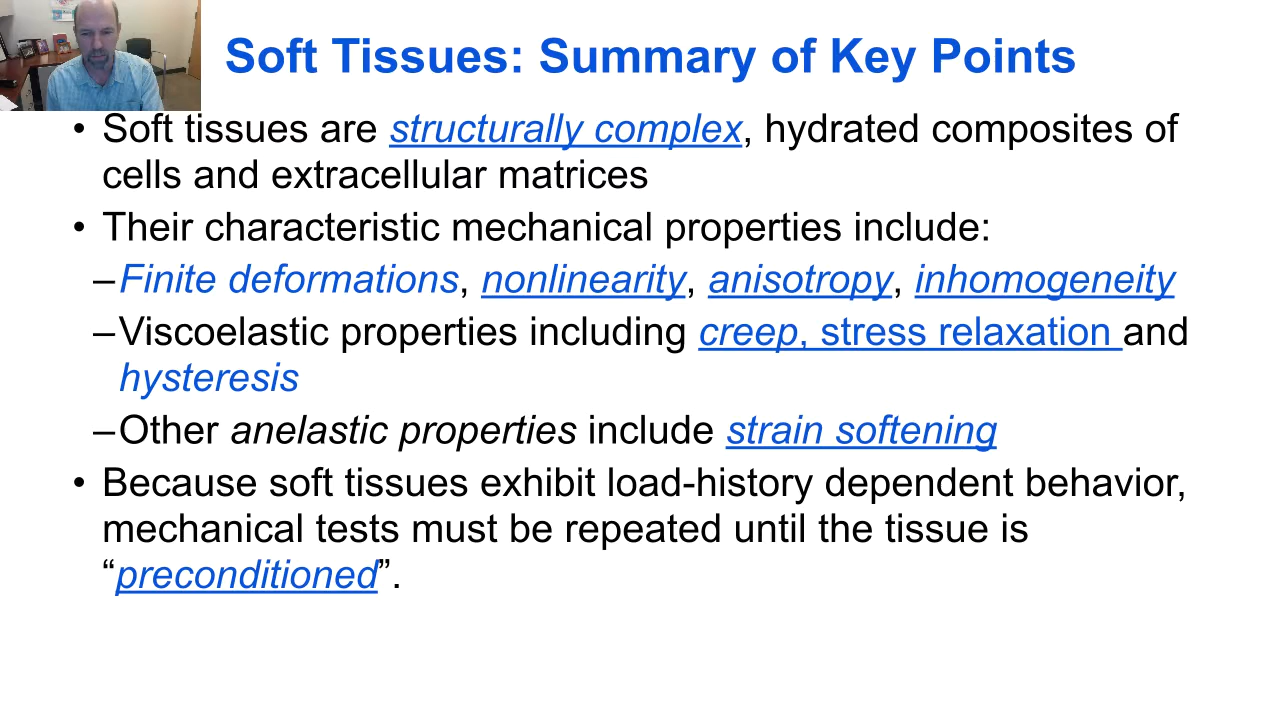 Soft Tissues: Summary of Key Points
• Soft tissues are structurally complex, hydrated composites of
cells and extracellular matrices
• Their characteristic mechanical properties include:
–Finite deformations, nonlinearity, anisotropy, inhomogeneity
–Viscoelastic properties including creep, stress relaxation and
hysteresis
–Other anelastic properties include strain softening
• Because soft tissues exhibit load-history dependent behavior,
mechanical tests must be repeated until the tissue is
“preconditioned”.